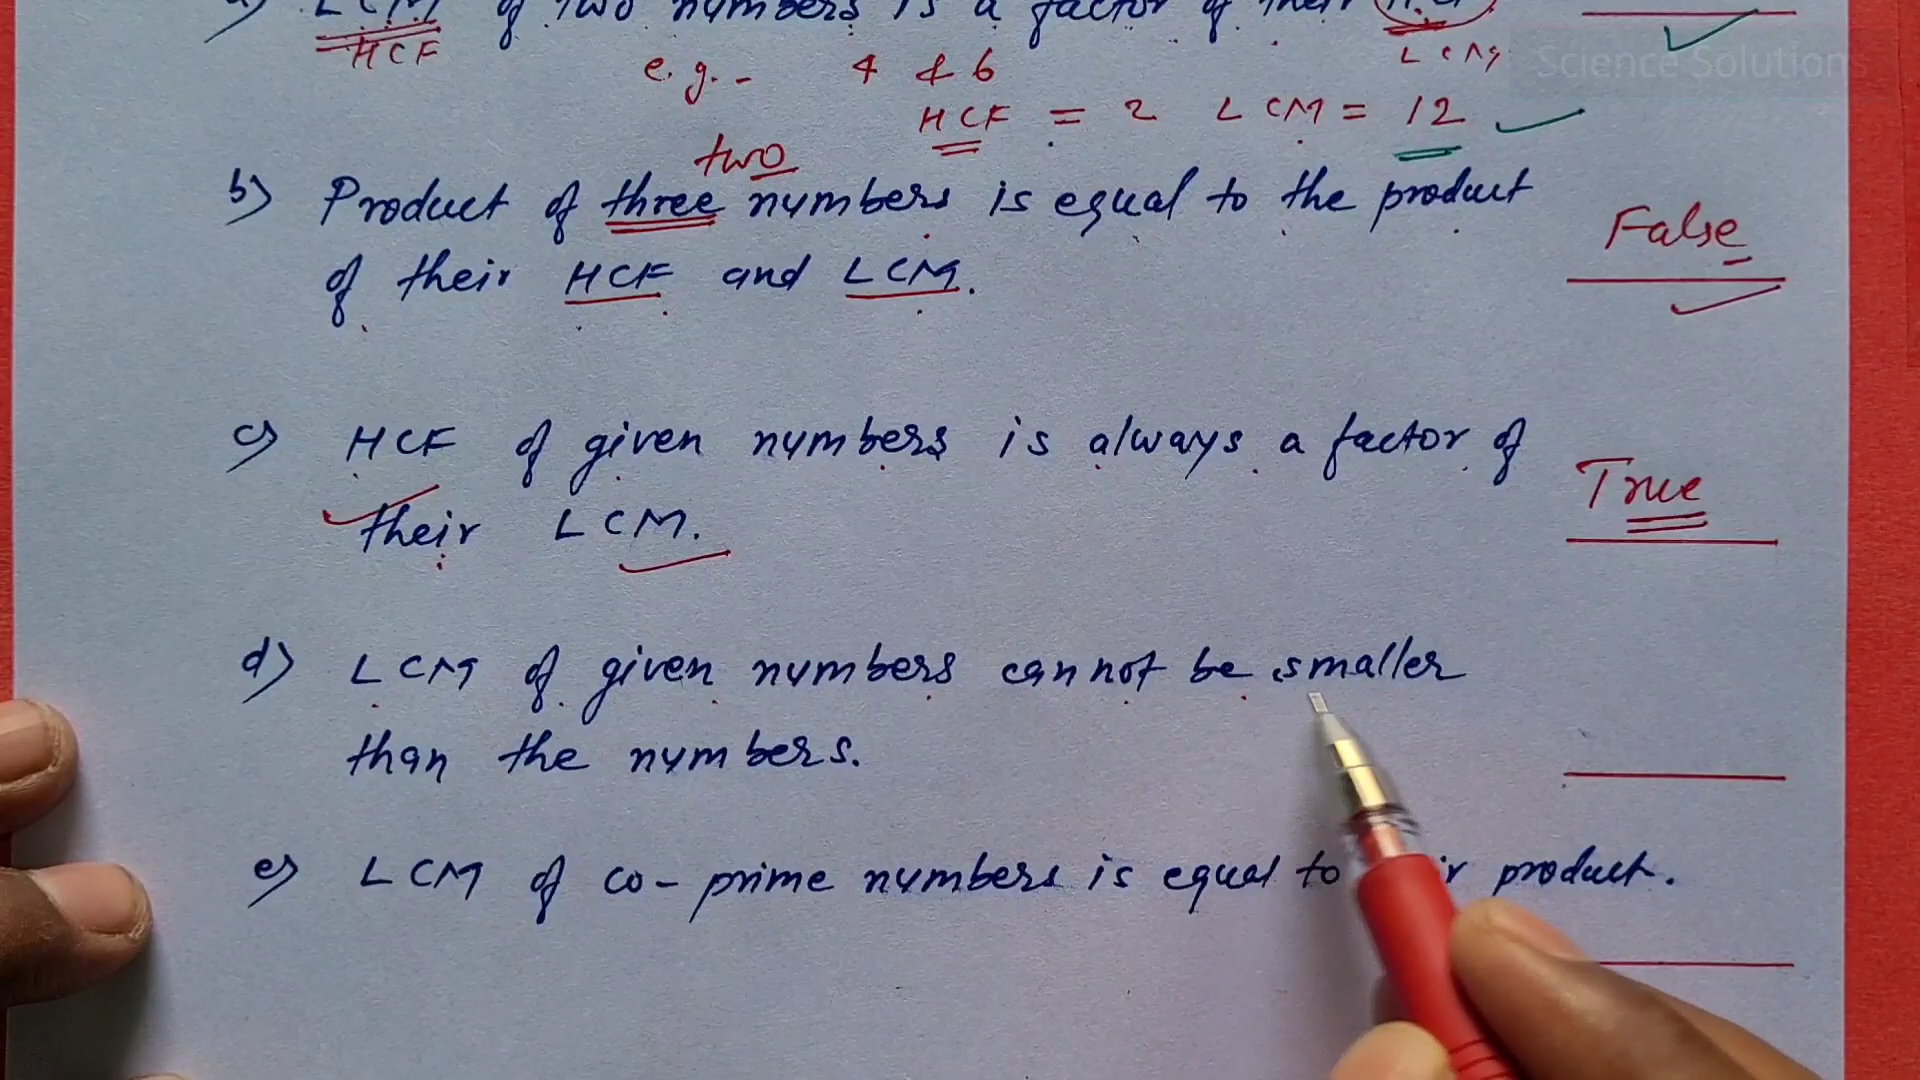 a) LCM of two numbers is a factor of their HCF
HCF
LCM
Science Solutions
e.g.- 4 & 6
HCF = 2 LCM = 12
two
b) Product of three numbers is equal to the product
of their HCF and LCM.
False
c) HCF of given numbers is always a factor of
their LCM.
True
d) LCM of given numbers cannot be smaller
than the numbers.
e) LCM of co-prime numbers is equal to product.